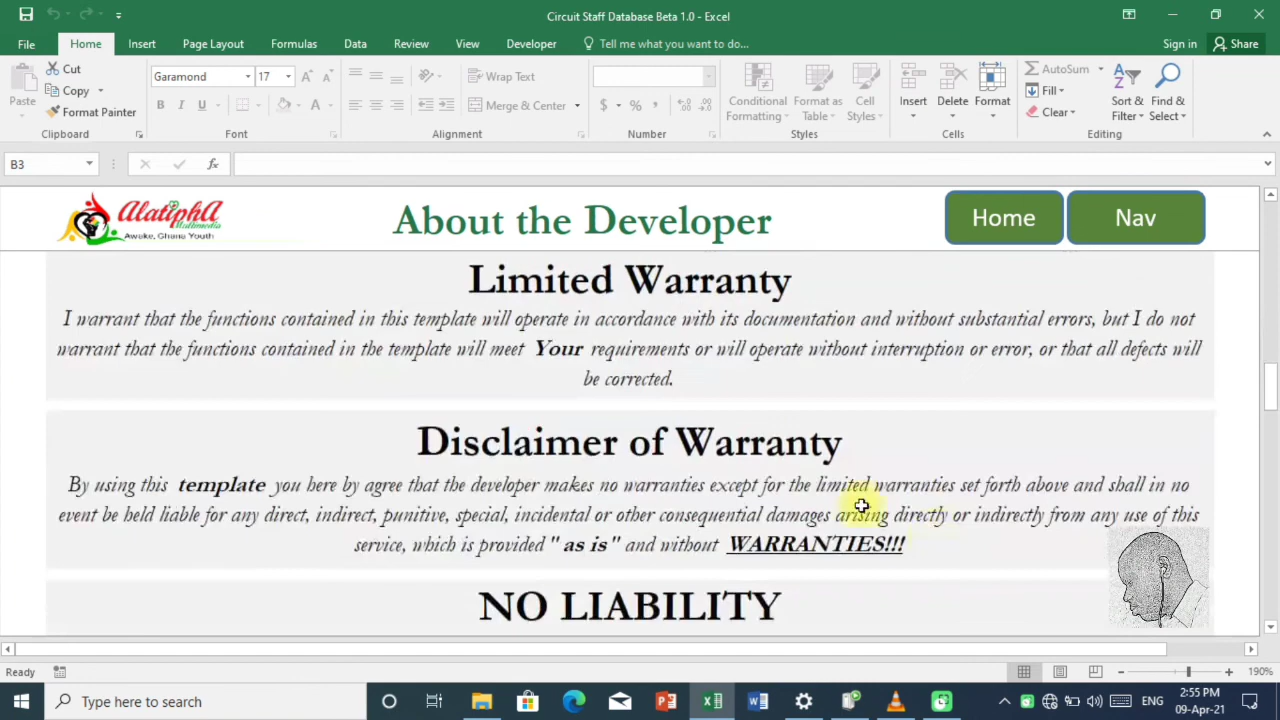 Circuit Staff Database Beta 1.0 - Excel
File Home Insert Page Layout Formulas Data Review View Developer Tell me what you want to do... Sign in Share
Paste Cut Copy Format Painter
Garamond 17
B I U
Wrap Text Merge & Center
$ % ,
Conditional Formatting Format as Table Cell Styles
Insert Delete Format
AutoSum Fill Clear
Sort & Filter Find & Select
Clipboard Font Alignment Number Styles Cells Editing
B3 fx
AlatiphA
Multimedia
Awake, Ghana Youth
About the Developer
Home Nav
Limited Warranty
I warrant that the functions contained in this template will operate in accordance with its documentation and without substantial errors, but I do not
warrant that the functions contained in the template will meet Your requirements or will operate without interruption or error, or that all defects will
be corrected.
Disclaimer of Warranty
By using this template you here by agree that the developer makes no warranties except for the limited warranties set forth above and shall in no
event be held liable for any direct, indirect, punitive, special, incidental or other consequential damages arising directly or indirectly from any use of this
service, which is provided "as is" and without WARRANTIES!!!
NO LIABILITY
Ready 190%
Type here to search
ENG
2:55 PM
09-Apr-21